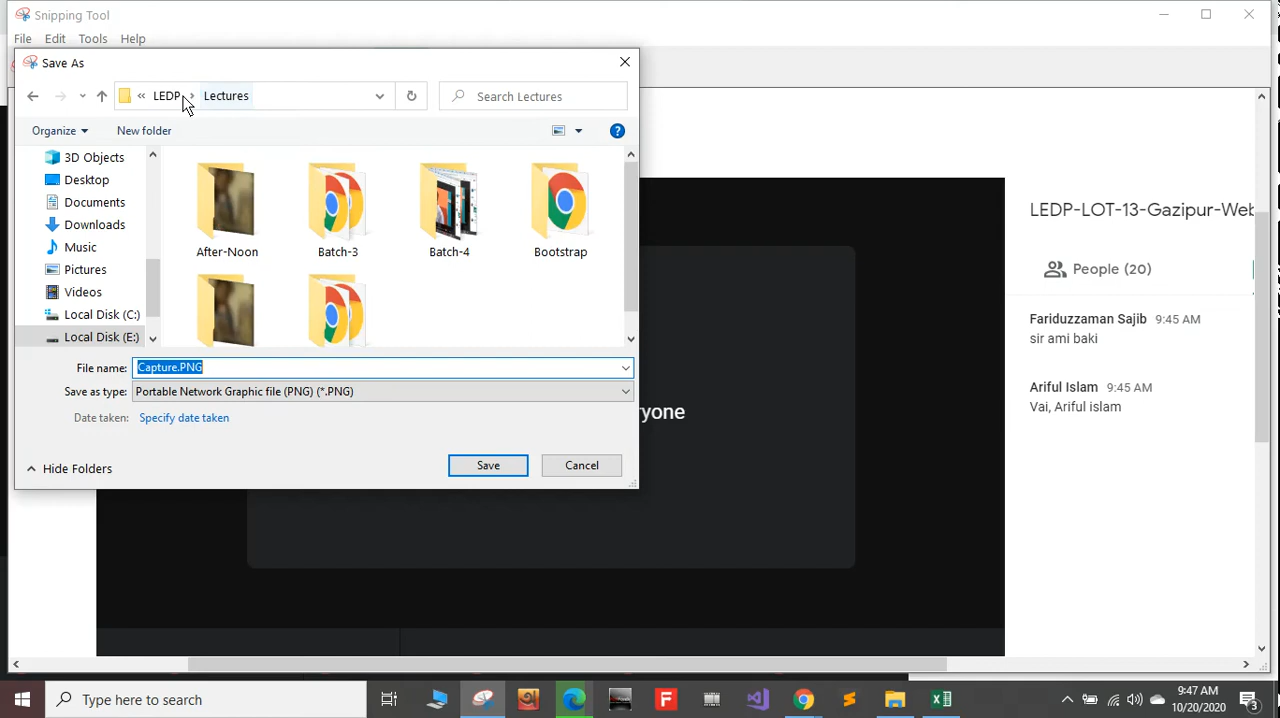 Snipping Tool
File Edit Tools Help
Save As
« LEDP › Lectures
Search Lectures
Organize New folder
3D Objects
Desktop
Documents
Downloads
Music
Pictures
Videos
Local Disk (C:)
Local Disk (E:)
After-Noon Batch-3 Batch-4 Bootstrap
File name: Capture.PNG
Save as type: Portable Network Graphic file (PNG) (*.PNG)
Date taken: Specify date taken
Hide Folders Save Cancel
ryone
LEDP-LOT-13-Gazipur-Web
People (20)
Fariduzzaman Sajib 9:45 AM
sir ami baki
Ariful Islam 9:45 AM
Vai, Ariful islam
Type here to search
9:47 AM
10/20/2020
3